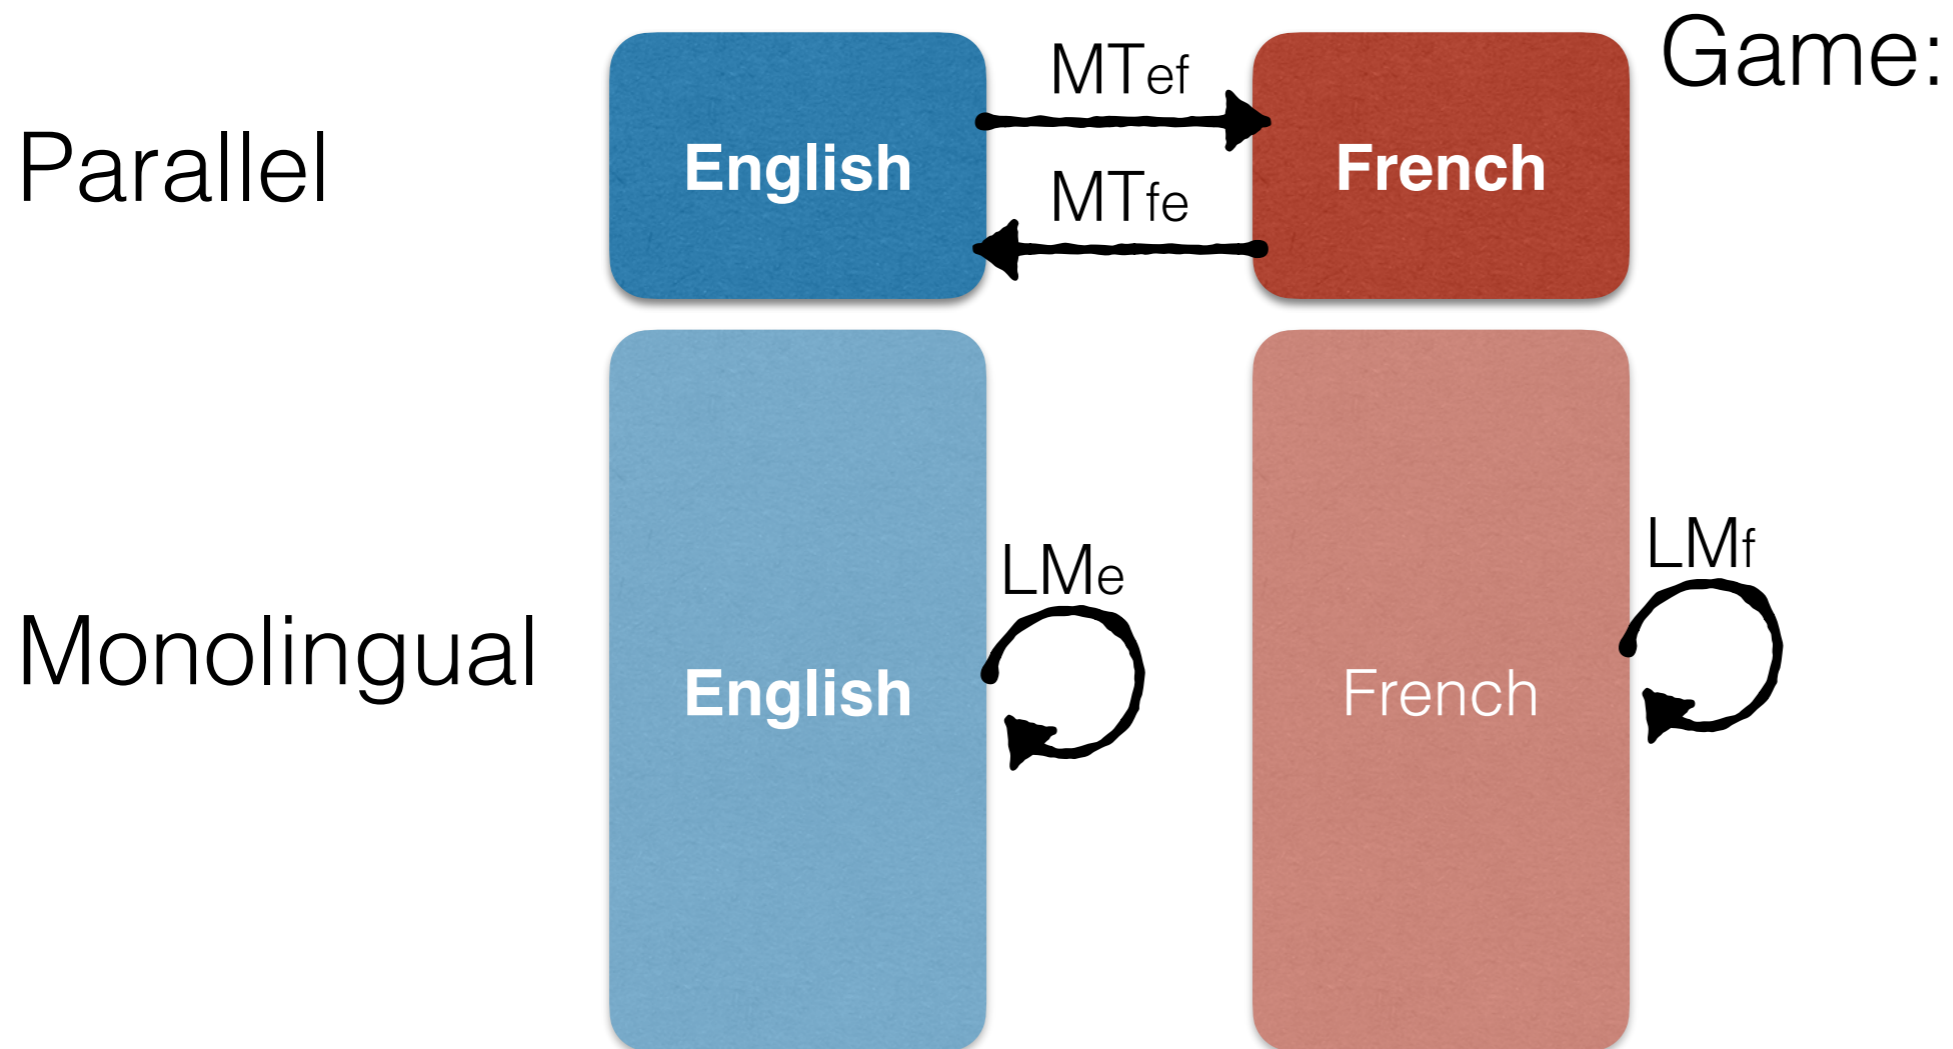 Game:
MTef
Parallel
English
French
MTfe
LMe
LMf
Monolingual
English
French